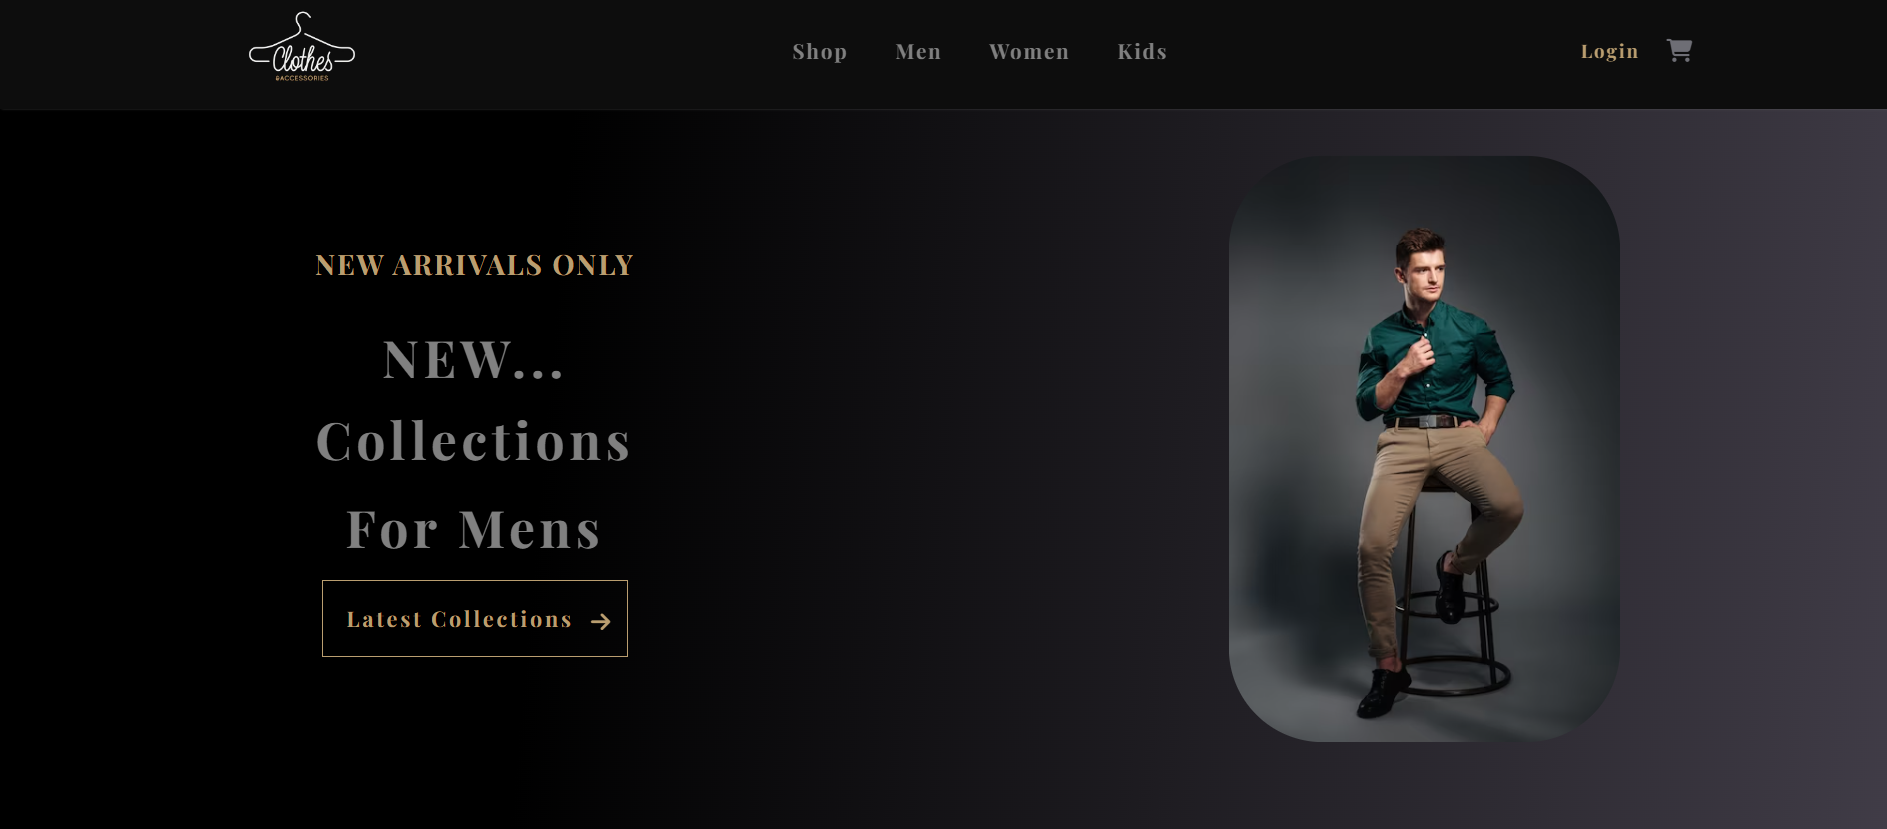 Clothes
&ACCESSORIES
Shop Men Women Kids Login
NEW ARRIVALS ONLY
NEW...
Collections
For Mens
Latest Collections →